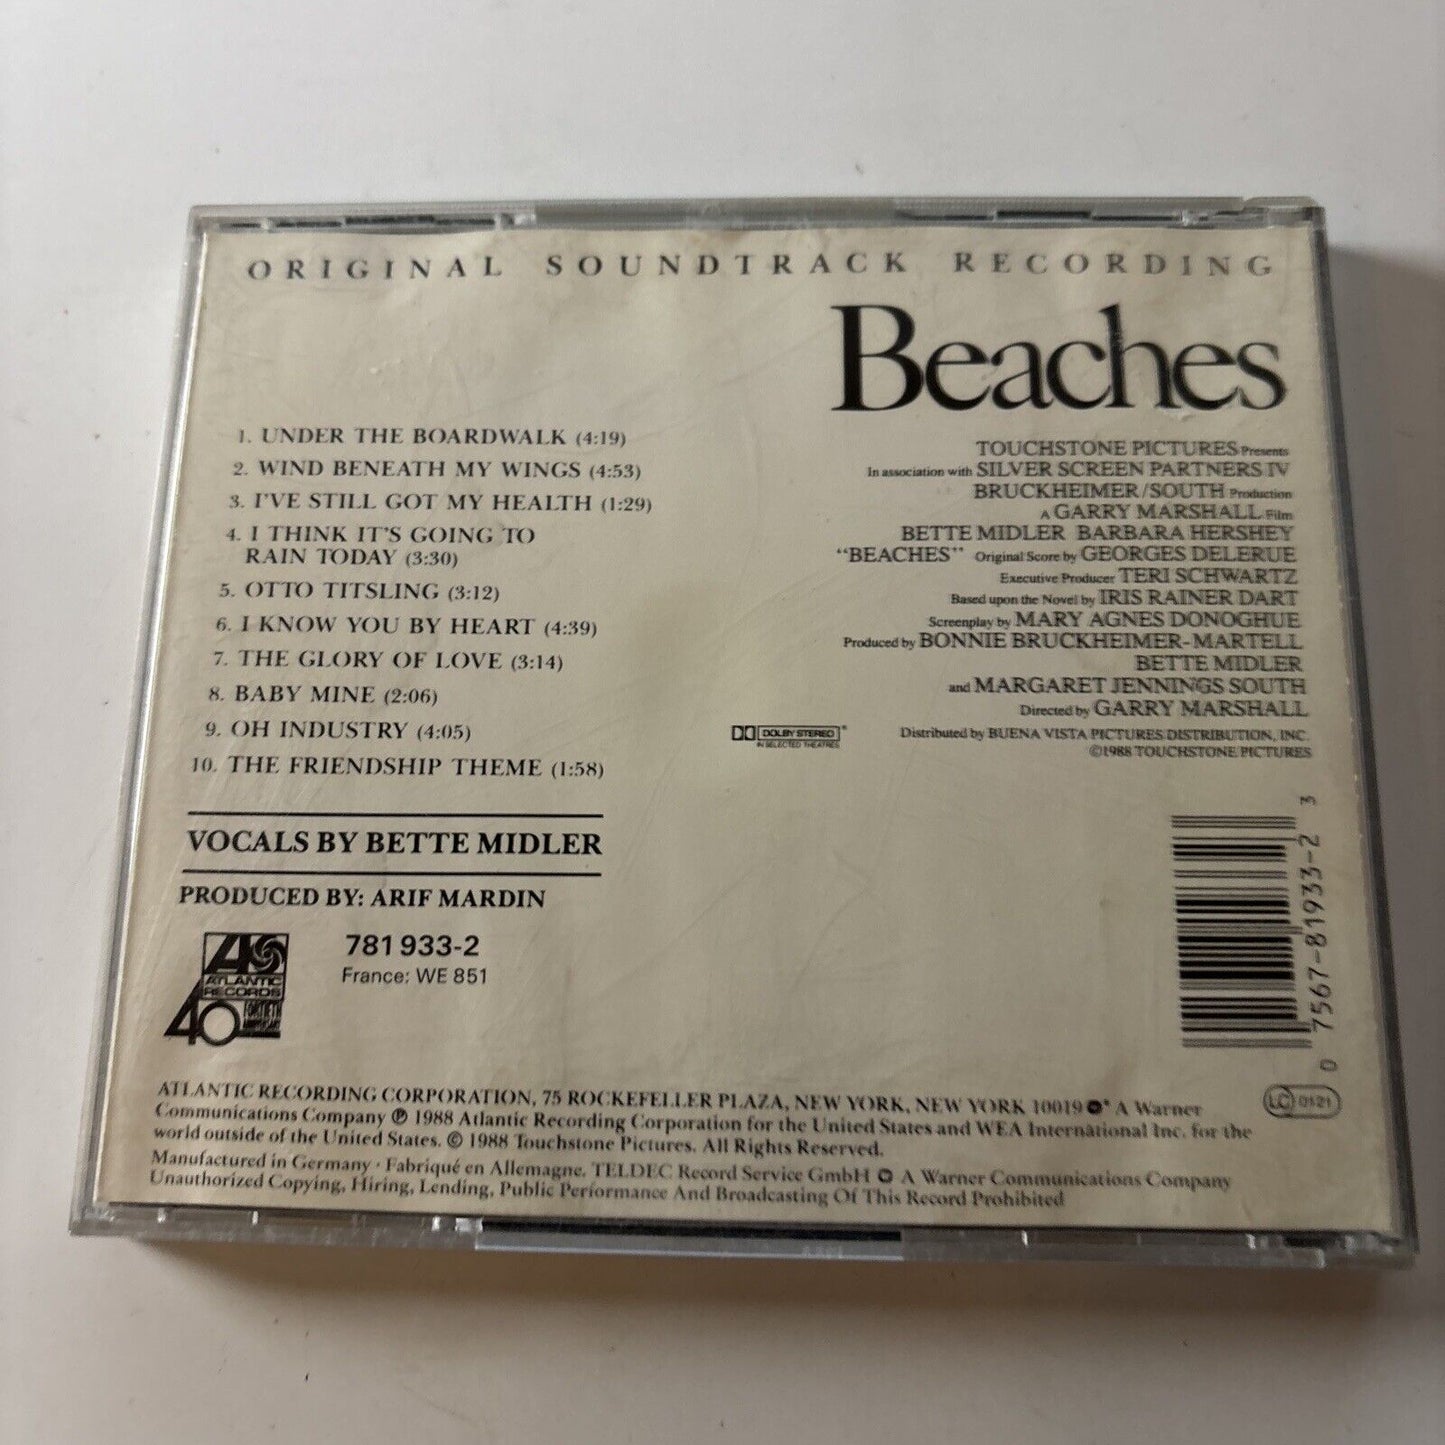 ORIGINAL SOUNDTRACK RECORDING
Beaches
1. UNDER THE BOARDWALK (4:19)
2. WIND BENEATH MY WINGS (4:53)
3. I'VE STILL GOT MY HEALTH (1:29)
4. I THINK IT'S GOING TO
RAIN TODAY (3:30)
5. OTTO TITSLING (3:12)
6. I KNOW YOU BY HEART (4:39)
7. THE GLORY OF LOVE (3:14)
8. BABY MINE (2:06)
9. OH INDUSTRY (4:05)
10. THE FRIENDSHIP THEME (1:58)
VOCALS BY BETTE MIDLER
PRODUCED BY: ARIF MARDIN
TOUCHSTONE PICTURES Presents
In association with SILVER SCREEN PARTNERS IV
BRUCKHEIMER/SOUTH Production
A GARRY MARSHALL Film
BETTE MIDLER BARBARA HERSHEY
"BEACHES" Original Score by GEORGES DELERUE
Executive Producer TERI SCHWARTZ
Based upon the Novel by IRIS RAINER DART
Screenplay by MARY AGNES DONOGHUE
Produced by BONNIE BRUCKHEIMER-MARTELL
BETTE MIDLER
and MARGARET JENNINGS SOUTH
Directed by GARRY MARSHALL
DOLBY STEREO
IN SELECTED THEATRES
Distributed by BUENA VISTA PICTURES DISTRIBUTION, INC.
©1988 TOUCHSTONE PICTURES
ATLANTIC
RECORDS
40
781 933-2
France: WE 851
0 7567-81933-2 3
LC 0121
ATLANTIC RECORDING CORPORATION, 75 ROCKEFELLER PLAZA, NEW YORK, NEW YORK 10019 A Warner
Communications Company ℗ 1988 Atlantic Recording Corporation for the United States and WEA International Inc. for the
world outside of the United States. © 1988 Touchstone Pictures. All Rights Reserved.
Manufactured in Germany · Fabriqué en Allemagne. TELDEC Record Service GmbH A Warner Communications Company
Unauthorized Copying, Hiring, Lending, Public Performance And Broadcasting Of This Record Prohibited